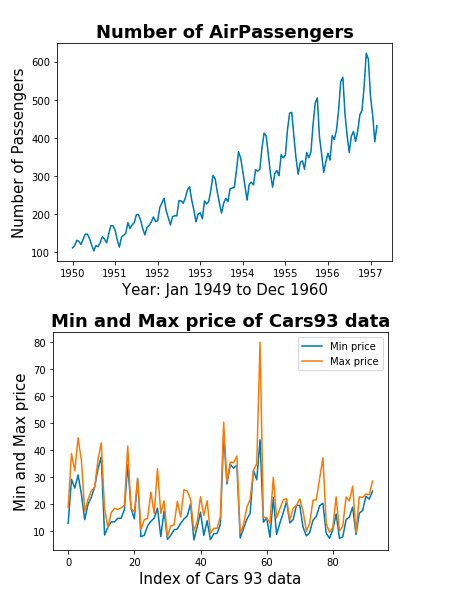 Number of AirPassengers
600
500
400
300
200
100
Number of Passengers
1950 1951 1952 1953 1954 1955 1956 1957
Year: Jan 1949 to Dec 1960
Min and Max price of Cars93 data
Min price
Max price
80
70
60
50
40
30
20
10
Min and Max price
0 20 40 60 80
Index of Cars 93 data